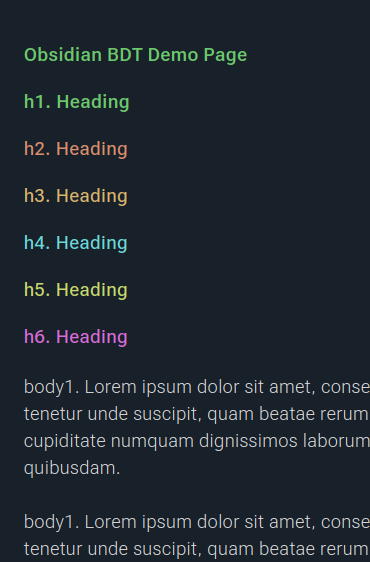 Obsidian BDT Demo Page
h1. Heading
h2. Heading
h3. Heading
h4. Heading
h5. Heading
h6. Heading
body1. Lorem ipsum dolor sit amet, conse
tenetur unde suscipit, quam beatae rerum
cupiditate numquam dignissimos laborum
quibusdam.
body1. Lorem ipsum dolor sit amet, conse
tenetur unde suscipit, quam beatae rerum